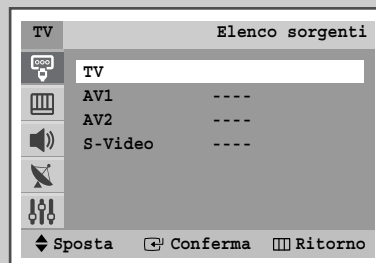 TV Elenco sorgenti
TV
AV1 ----
AV2 ----
S-Video ----
Sposta Conferma Ritorno